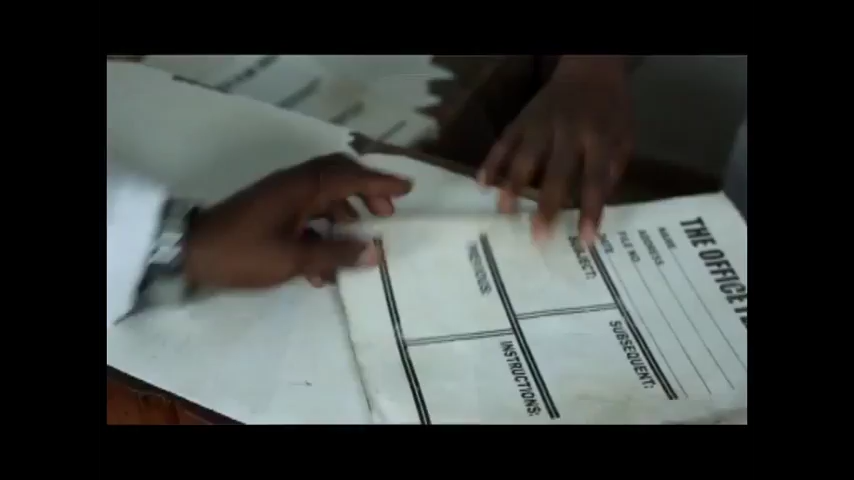 THE OFFICE
NAME:
ADDRESS:
FILE NO.
DATE
SUBJECT:
SUBSEQUENT:
PREVIOUS:
INSTRUCTIONS: